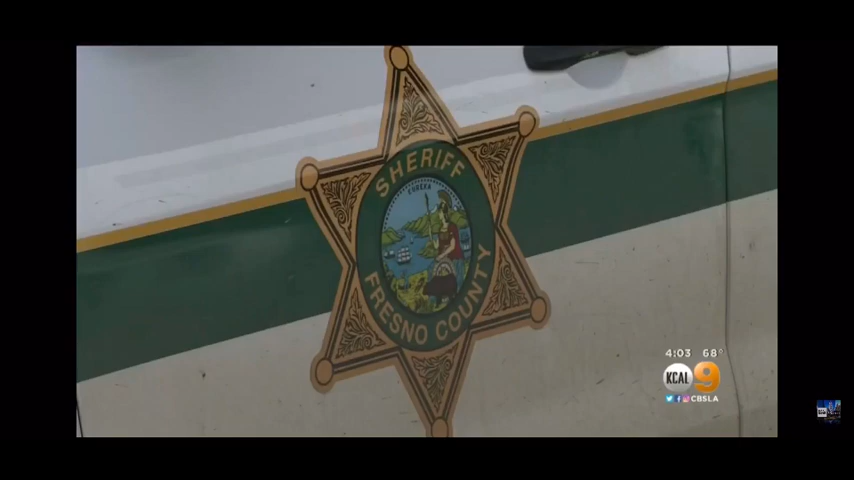 EUREKA
SHERIFF
FRESNO COUNTY
4:03 68°
KCAL 9
CBSLA